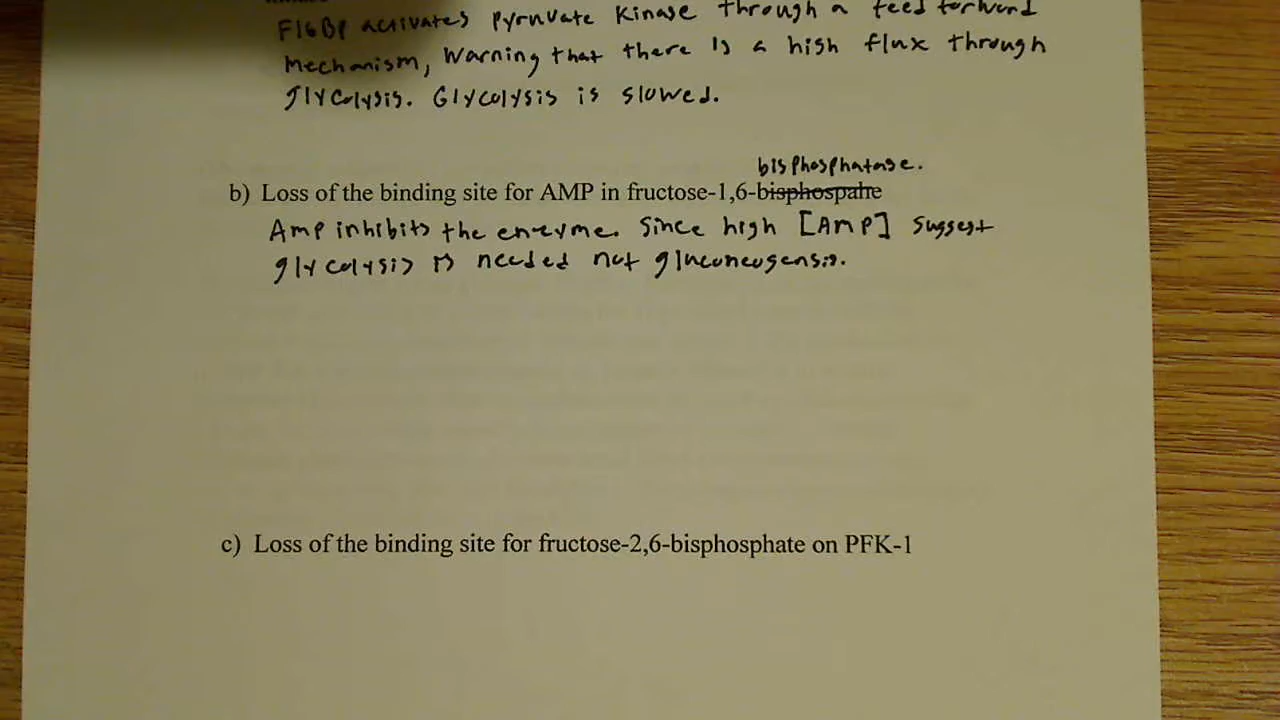 F16BP activates Pyruvate Kinase through a feed forward
mechanism, Warning that there is a high flux through
glycolysis. Glycolysis is slowed.
bisphosphatase.
b) Loss of the binding site for AMP in fructose-1,6-bisphospahe
Amp inhibits the enzyme. Since high [AMP] suggest
glycolysis is needed not gluconeogensis.
c) Loss of the binding site for fructose-2,6-bisphosphate on PFK-1